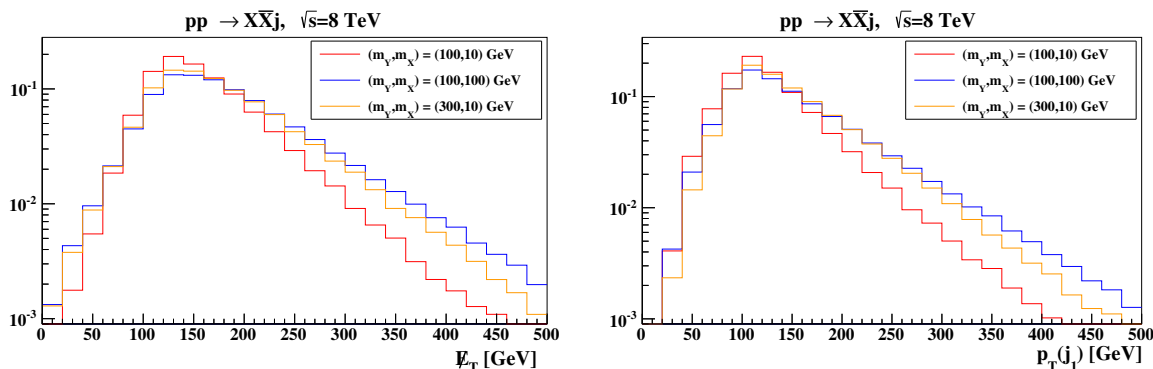 pp → XX̅j, √s=8 TeV
(m_Y,m_X) = (100,10) GeV
(m_Y,m_X) = (100,100) GeV
(m_Y,m_X) = (300,10) GeV
10⁻¹
10⁻²
10⁻³
0 50 100 150 200 250 300 350 400 450 500
E̸_T [GeV]
pp → XX̅j, √s=8 TeV
(m_Y,m_X) = (100,10) GeV
(m_Y,m_X) = (100,100) GeV
(m_Y,m_X) = (300,10) GeV
10⁻¹
10⁻²
10⁻³
0 50 100 150 200 250 300 350 400 450 500
p_T(j_1) [GeV]